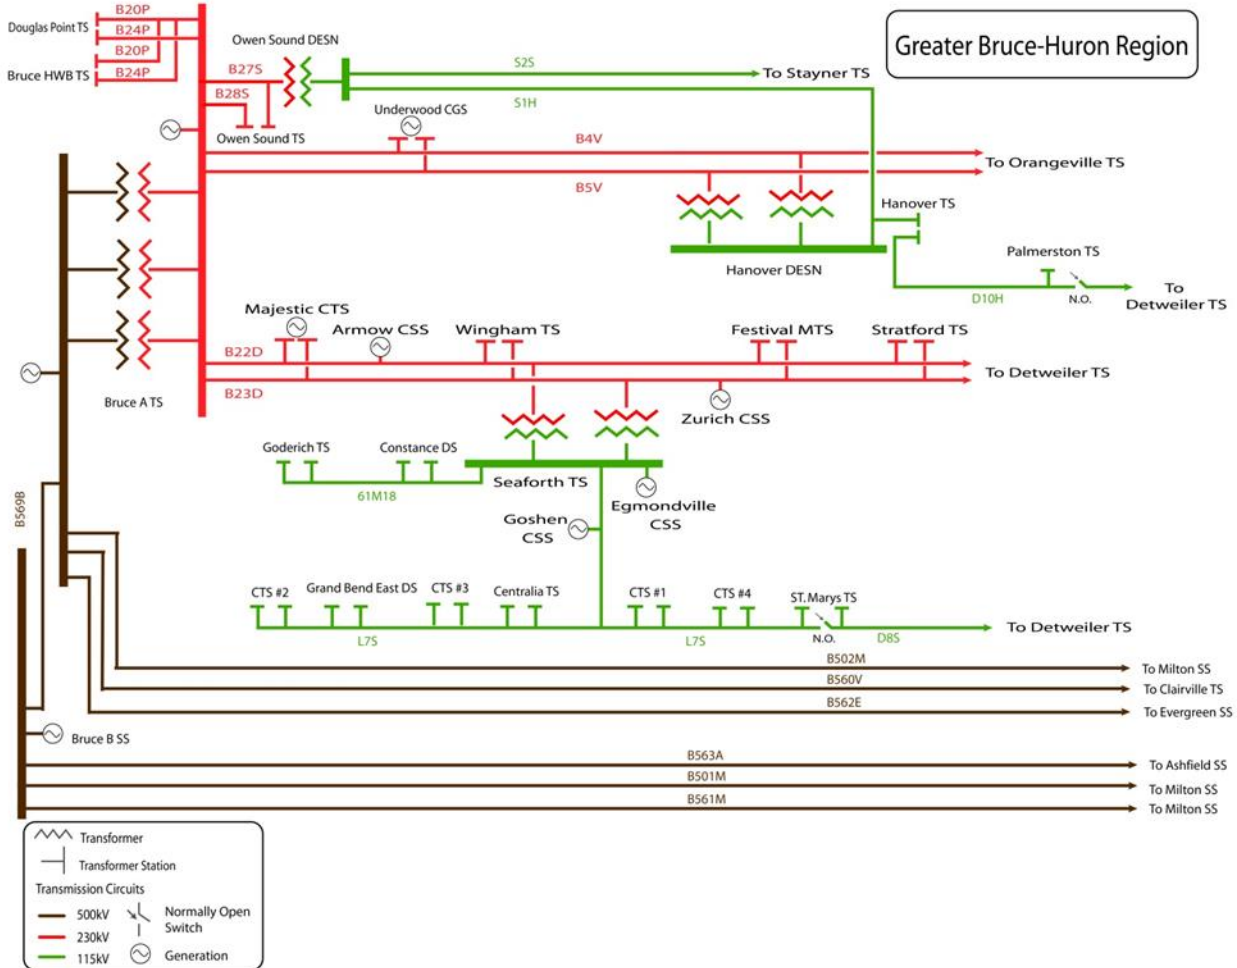 Greater Bruce-Huron Region
B20P
Douglas Point TS
B24P
B20P
Bruce HWB TS
B24P
Owen Sound DESN
B27S
B28S
Owen Sound TS
S2S
To Stayner TS
S1H
Underwood CGS
B4V
To Orangeville TS
B5V
Hanover TS
Hanover DESN
Palmerston TS
D10H
N.O.
To
Detweiler TS
Bruce A TS
Majestic CTS
Armow CSS
Wingham TS
Festival MTS
Stratford TS
B22D
To Detweiler TS
B23D
Zurich CSS
Goderich TS
Constance DS
61M18
Seaforth TS
Egmondville
CSS
Goshen
CSS
B569B
CTS #2
Grand Bend East DS
CTS #3
Centralia TS
CTS #1
CTS #4
ST. Marys TS
L7S
L7S
N.O.
D8S
To Detweiler TS
B502M
To Milton SS
B560V
To Clairville TS
B562E
To Evergreen SS
Bruce B SS
B563A
To Ashfield SS
B501M
To Milton SS
B561M
To Milton SS
Transformer
Transformer Station
Transmission Circuits
500kV
230kV
115kV
Normally Open
Switch
Generation